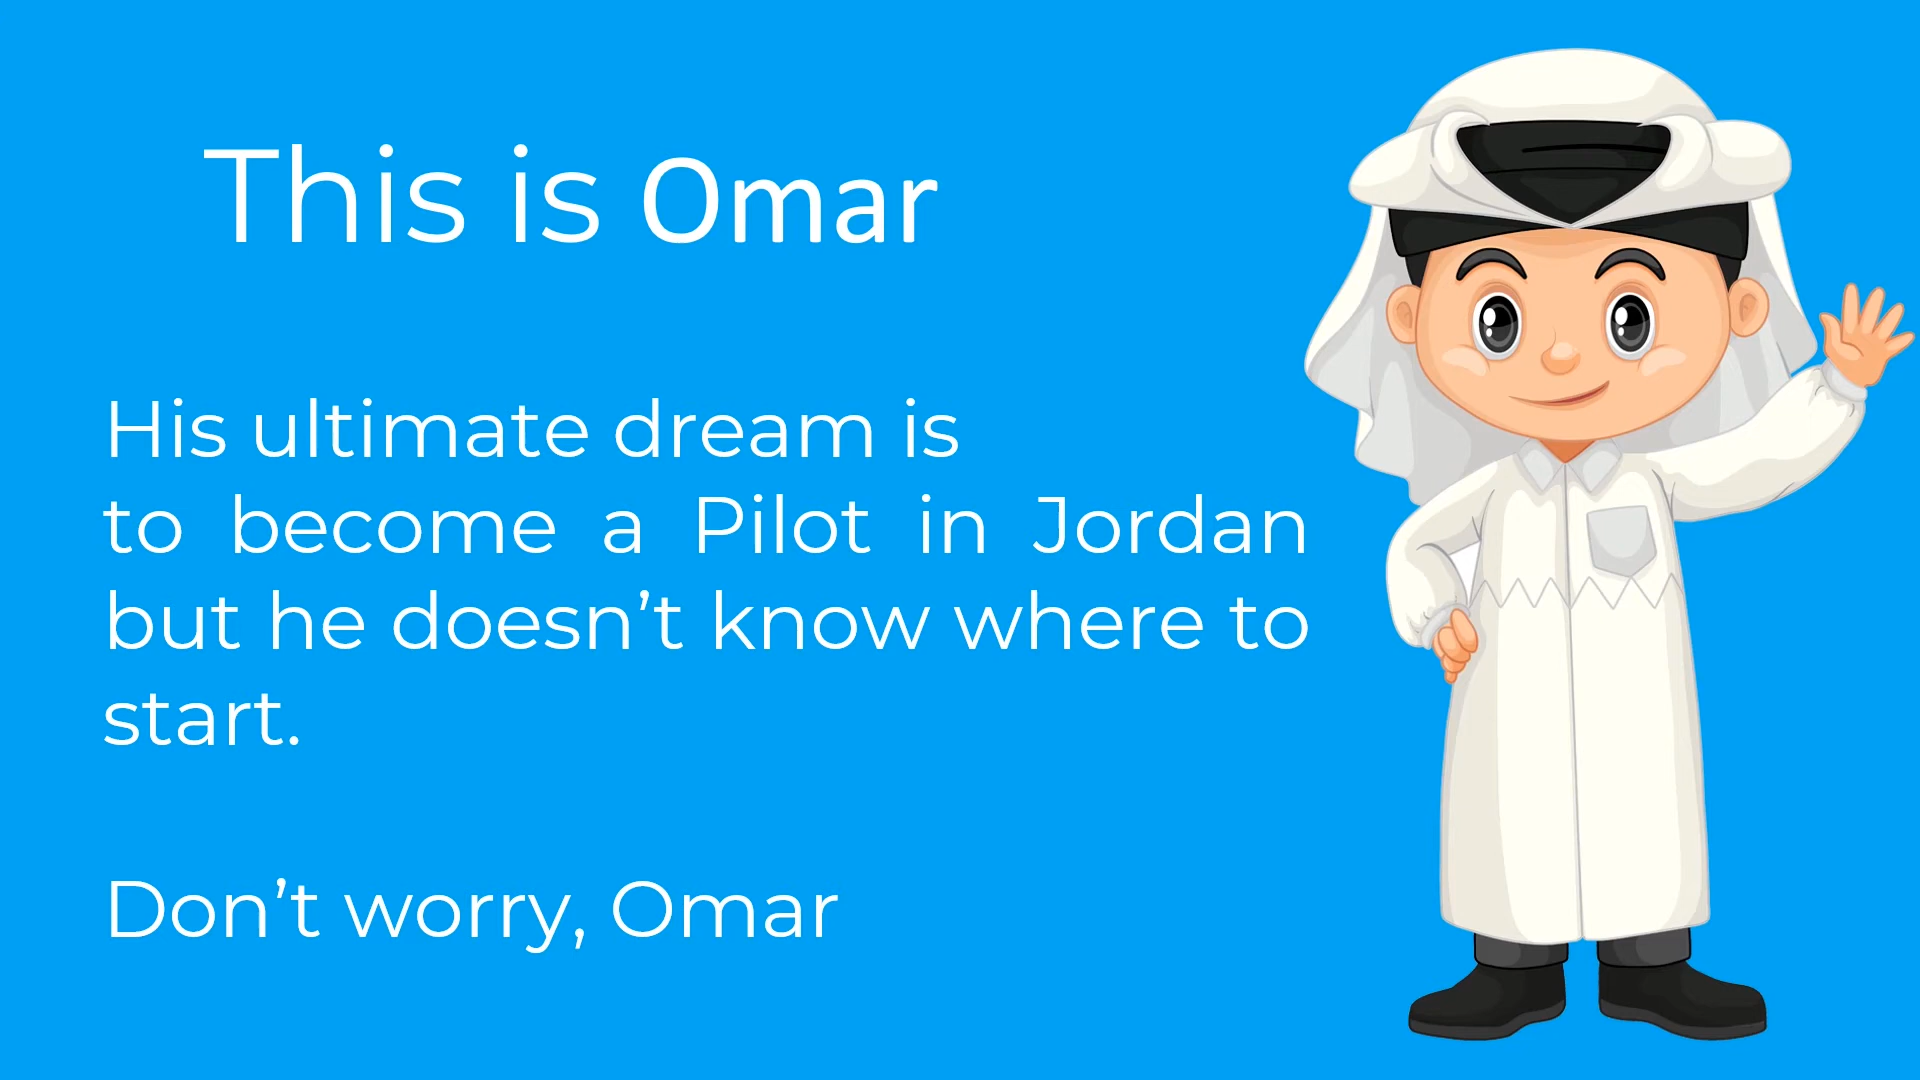 This is Omar
His ultimate dream is
to become a Pilot in Jordan
but he doesn’t know where to
start.
Don’t worry, Omar